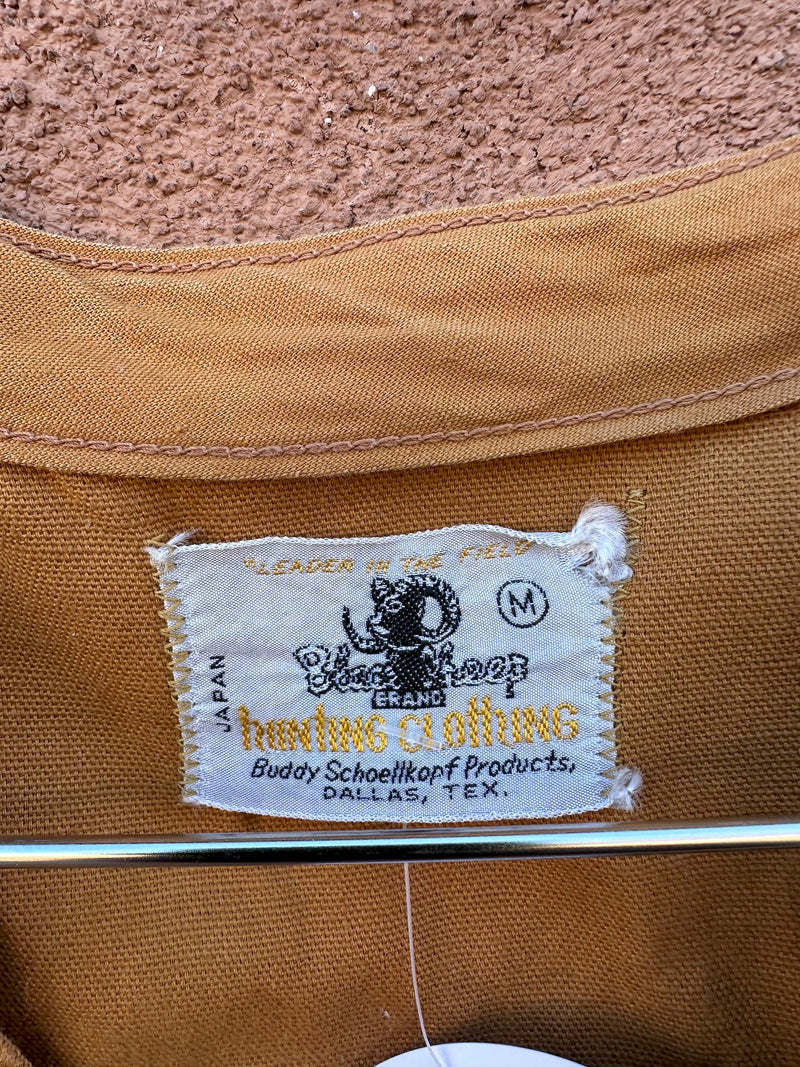 "LEADER IN THE FIELD"
M
Black Sheep
BRAND
JAPAN
hunting clothing
Buddy Schoellkopf Products,
DALLAS, TEX.